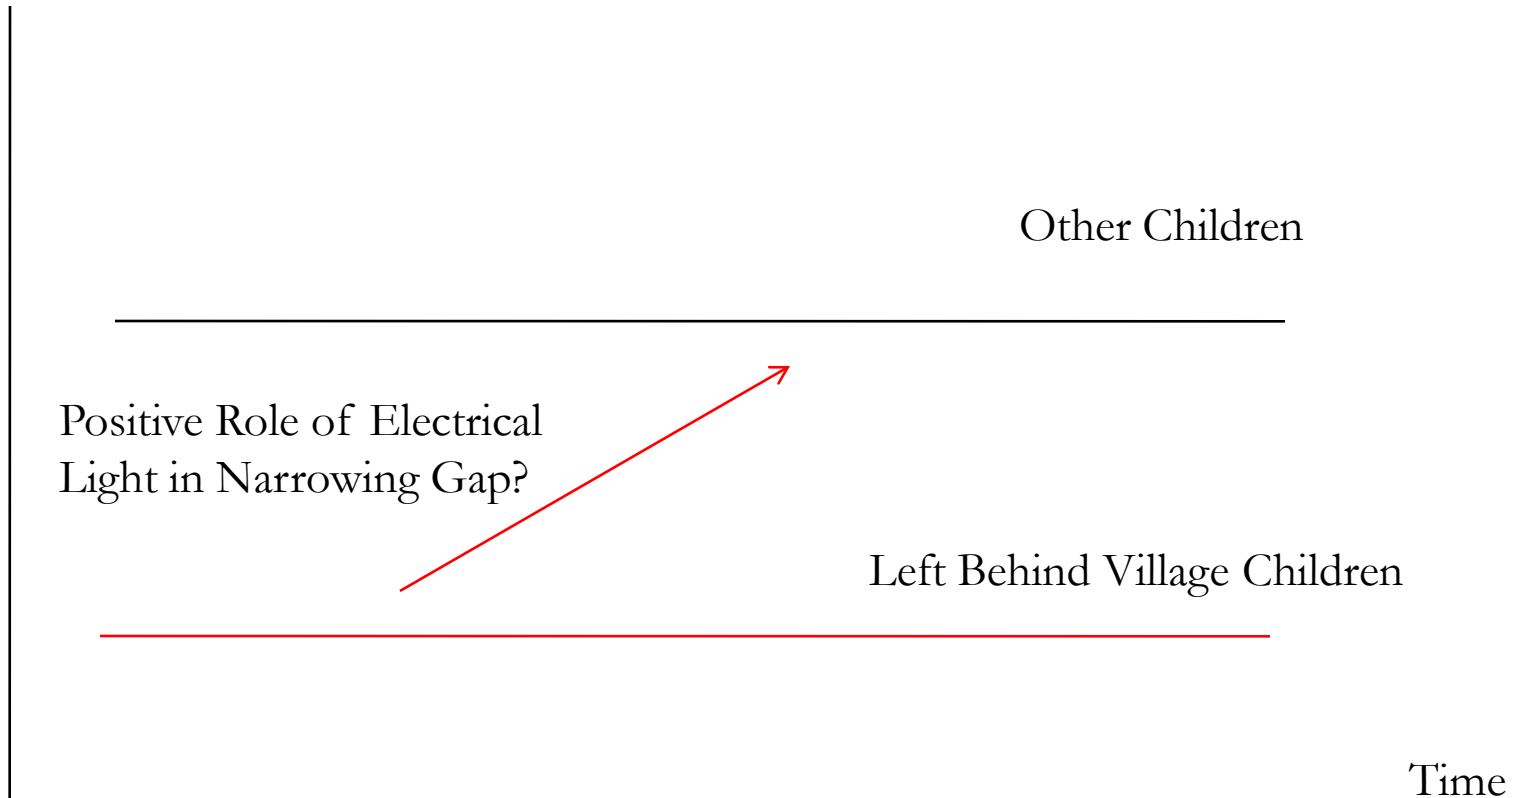 Other Children
Positive Role of Electrical
Light in Narrowing Gap?
Left Behind Village Children
Time